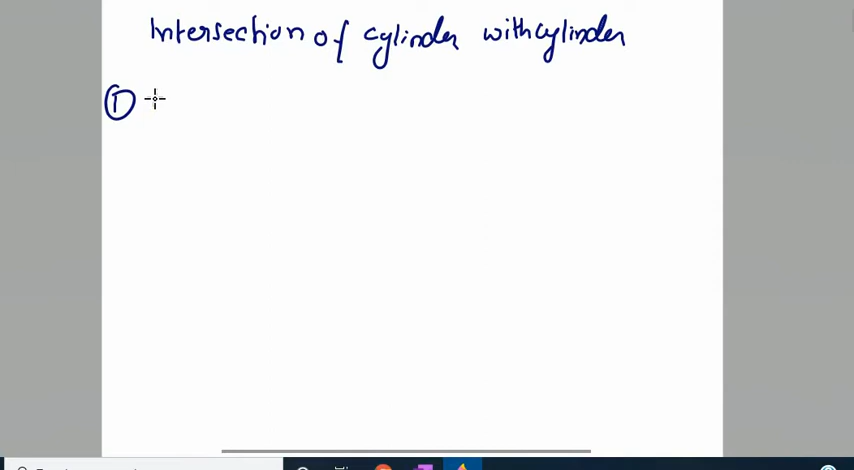 Intersection of cylinder with cylinder
①